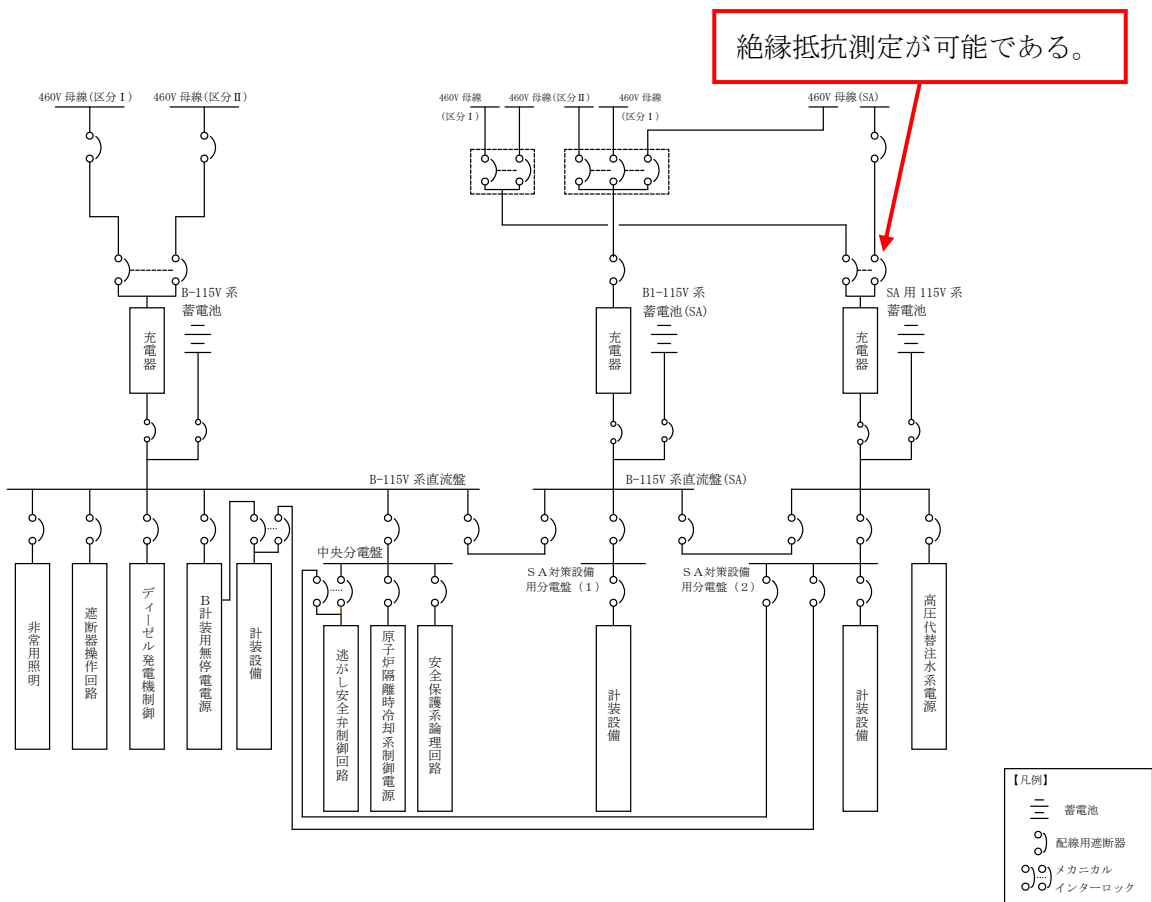 絶縁抵抗測定が可能である。
460V 母線(区分Ⅰ)
460V 母線(区分Ⅱ)
460V 母線
(区分Ⅰ)
460V 母線(区分Ⅱ)
460V 母線
(区分Ⅰ)
460V 母線(SA)
B-115V 系
蓄電池
B1-115V 系
蓄電池(SA)
SA 用 115V 系
蓄電池
充電器
充電器
充電器
B-115V 系直流盤
B-115V 系直流盤(SA)
中央分電盤
SA対策設備
用分電盤(1)
SA対策設備
用分電盤(2)
非常用照明
遮断器操作回路
ディーゼル発電機制御
B計装用無停電電源
計装設備
逃がし安全弁制御回路
原子炉隔離時冷却系制御電源
安全保護系論理回路
計装設備
計装設備
高圧代替注水系電源
【凡例】
蓄電池
配線用遮断器
メカニカル
インターロック